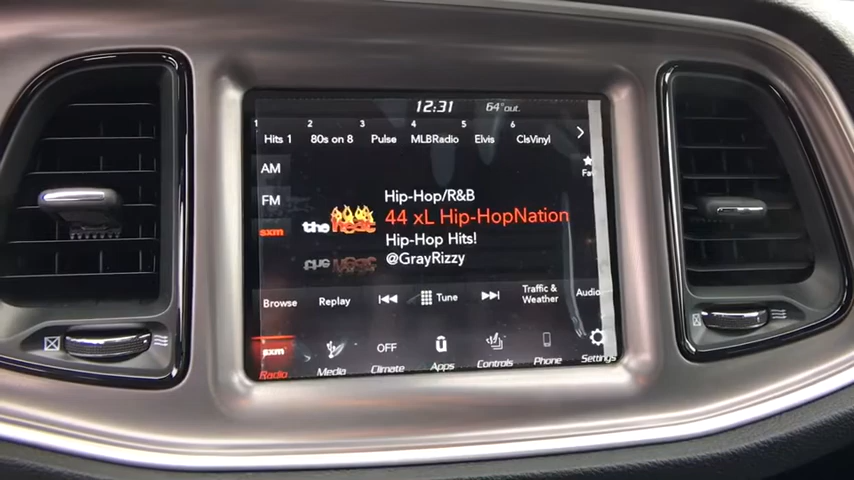 12:31 64°out.
1 2 3 4 5 6
Hits 1 80s on 8 Pulse MLBRadio Elvis ClsVinyl
AM
FM
sxm
Fav
the heat
Hip-Hop/R&B
44 xL Hip-HopNation
Hip-Hop Hits!
@GrayRizzy
Browse Replay Tune Traffic & Weather Audio
sxm OFF
Radio Media Climate Apps Controls Phone Settings